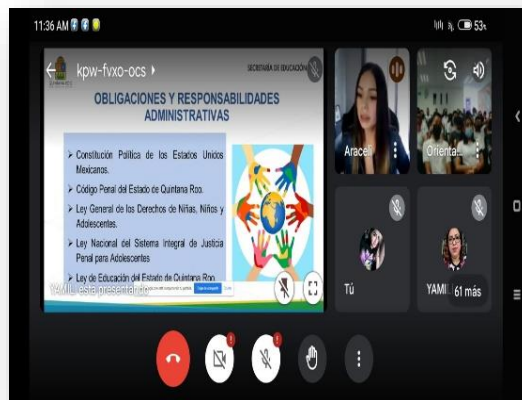 11:36 AM
53%
kpw-fvxo-ocs
SECRETARÍA DE EDUCACIÓN
OBLIGACIONES Y RESPONSABILIDADES
ADMINISTRATIVAS
➤ Constitución Política de los Estados Unidos
Mexicanos.
➤ Código Penal del Estado de Quintana Roo.
➤ Ley General de los Derechos de Niñas, Niños y
Adolescentes.
➤ Ley Nacional del Sistema Integral de Justicia
Penal para Adolescentes
➤ Ley de Educación del Estado de Quintana Roo.
YAMIL está presentando
Araceli
Orienta...
Tú
YAMIL
61 más